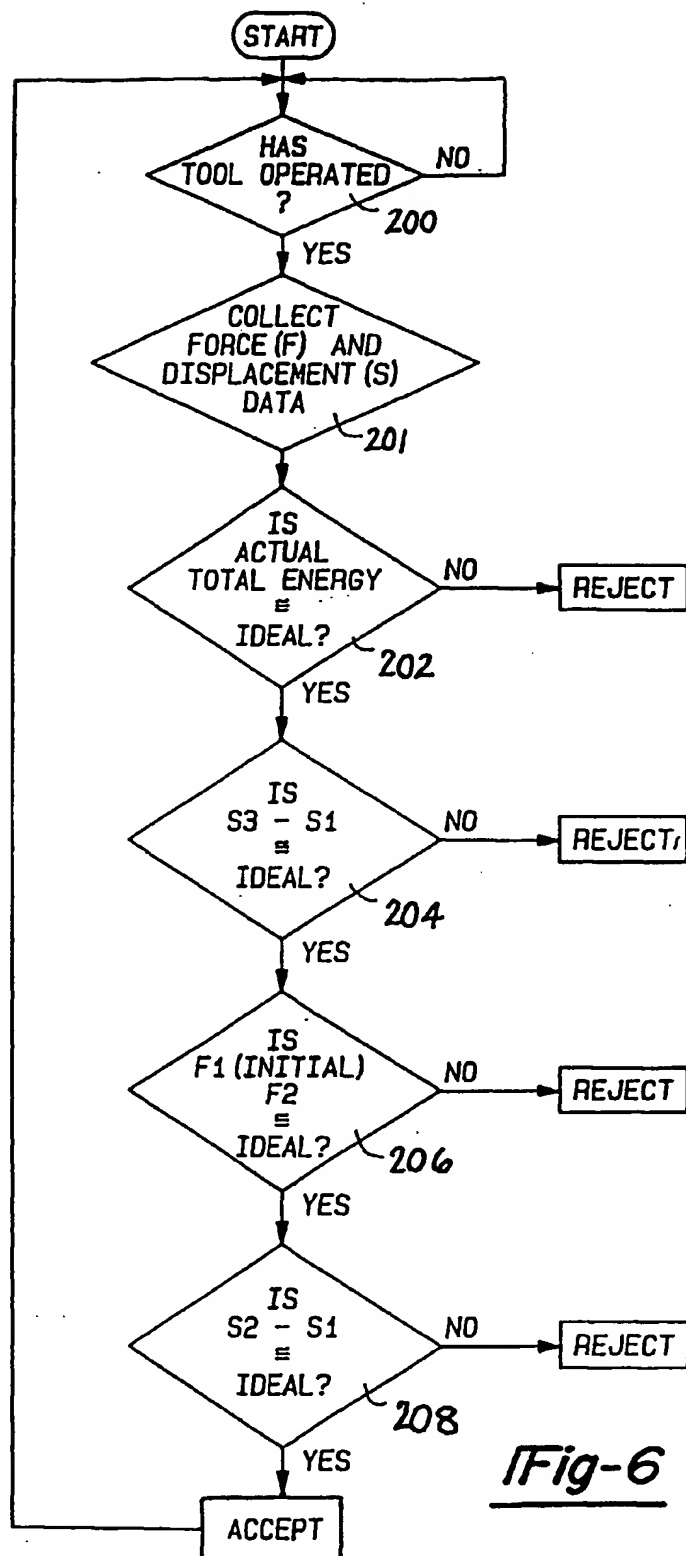 START
HAS
TOOL OPERATED
?
NO
200
YES
COLLECT
FORCE (F) AND
DISPLACEMENT (S)
DATA
201
IS
ACTUAL
TOTAL ENERGY
≅
IDEAL?
NO
REJECT
202
YES
IS
S3 - S1
≅
IDEAL?
NO
REJECT
204
YES
IS
F1 (INITIAL)
F2
≅
IDEAL?
NO
REJECT
206
YES
IS
S2 - S1
≅
IDEAL?
NO
REJECT
208
YES
ACCEPT
Fig-6